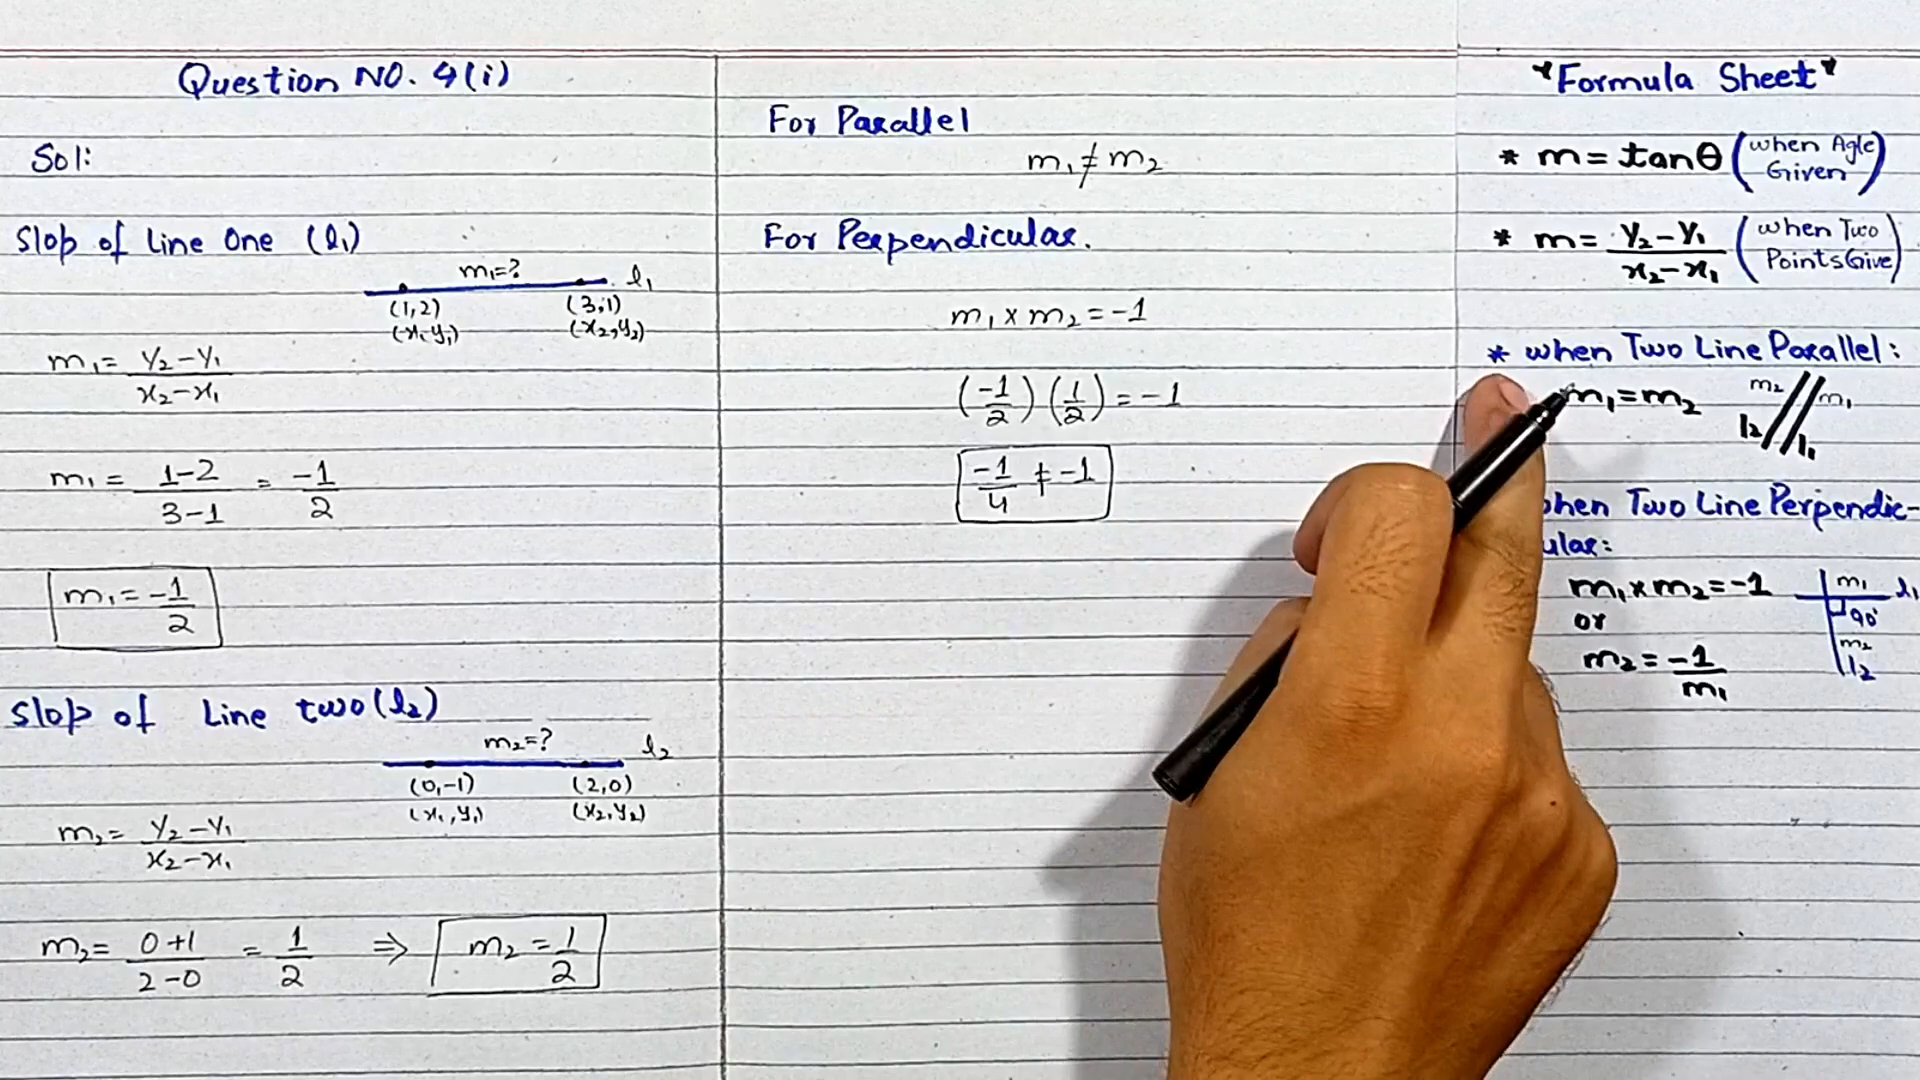 Question NO. 4(i)
Sol:
Slop of Line One (l₁)
m₁=? l₁
(1,2) (3,1)
(x₁,y₁) (x₂,y₂)
m₁ = y₂-y₁ / x₂-x₁
m₁ = 1-2 / 3-1 = -1/2
m₁ = -1/2
Slop of Line two (l₂)
m₂=? l₂
(0,-1) (2,0)
(x₁,y₁) (x₂,y₂)
m₂ = y₂-y₁ / x₂-x₁
m₂ = 0+1 / 2-0 = 1/2 ⇒ m₂ = 1/2
For Parallel
m₁ ≠ m₂
For Perpendicular.
m₁ x m₂ = -1
(-1/2) (1/2) = -1
-1/4 ≠ -1
"Formula Sheet"
* m = tanθ (when Agle Given)
* m = y₂-y₁ / x₂-x₁ (when Two Points Give)
* when Two Line Parallel:
m₁ = m₂ m₂ m₁
l₂ l₁
hen Two Line Perpendic-
ular:
m₁ x m₂ = -1 m₁ l₁
or 90°
m₂ = -1/m₁ m₂
l₂